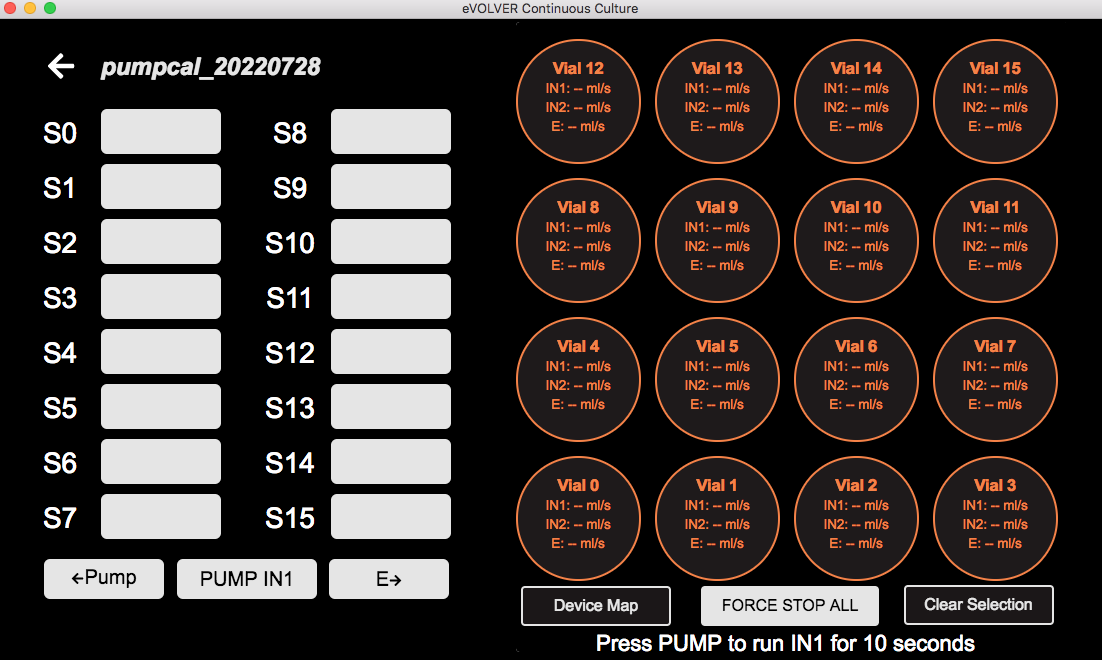 eVOLVER Continuous Culture
← pumpcal_20220728
S0 S8
S1 S9
S2 S10
S3 S11
S4 S12
S5 S13
S6 S14
S7 S15
←Pump PUMP IN1 E→
Vial 12 Vial 13 Vial 14 Vial 15
IN1: -- ml/s IN1: -- ml/s IN1: -- ml/s IN1: -- ml/s
IN2: -- ml/s IN2: -- ml/s IN2: -- ml/s IN2: -- ml/s
E: -- ml/s E: -- ml/s E: -- ml/s E: -- ml/s
Vial 8 Vial 9 Vial 10 Vial 11
IN1: -- ml/s IN1: -- ml/s IN1: -- ml/s IN1: -- ml/s
IN2: -- ml/s IN2: -- ml/s IN2: -- ml/s IN2: -- ml/s
E: -- ml/s E: -- ml/s E: -- ml/s E: -- ml/s
Vial 4 Vial 5 Vial 6 Vial 7
IN1: -- ml/s IN1: -- ml/s IN1: -- ml/s IN1: -- ml/s
IN2: -- ml/s IN2: -- ml/s IN2: -- ml/s IN2: -- ml/s
E: -- ml/s E: -- ml/s E: -- ml/s E: -- ml/s
Vial 0 Vial 1 Vial 2 Vial 3
IN1: -- ml/s IN1: -- ml/s IN1: -- ml/s IN1: -- ml/s
IN2: -- ml/s IN2: -- ml/s IN2: -- ml/s IN2: -- ml/s
E: -- ml/s E: -- ml/s E: -- ml/s E: -- ml/s
Device Map FORCE STOP ALL Clear Selection
Press PUMP to run IN1 for 10 seconds